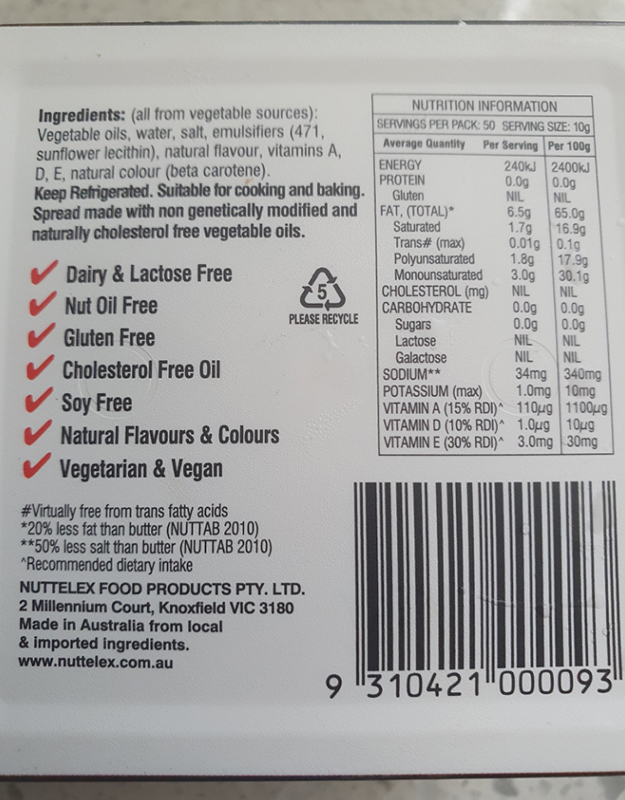 Ingredients: (all from vegetable sources):
Vegetable oils, water, salt, emulsifiers (471,
sunflower lecithin), natural flavour, vitamins A,
D, E, natural colour (beta carotene).
Keep Refrigerated. Suitable for cooking and baking.
Spread made with non genetically modified and
naturally cholesterol free vegetable oils.
Dairy & Lactose Free
Nut Oil Free
Gluten Free
Cholesterol Free Oil
Soy Free
Natural Flavours & Colours
Vegetarian & Vegan
5
PLEASE RECYCLE
#Virtually free from trans fatty acids
*20% less fat than butter (NUTTAB 2010)
**50% less salt than butter (NUTTAB 2010)
^Recommended dietary intake
NUTTELEX FOOD PRODUCTS PTY. LTD.
2 Millennium Court, Knoxfield VIC 3180
Made in Australia from local
& imported ingredients.
www.nuttelex.com.au
NUTRITION INFORMATION
SERVINGS PER PACK: 50 SERVING SIZE: 10g
Average Quantity Per Serving Per 100g
ENERGY 240kJ 2400kJ
PROTEIN 0.0g 0.0g
Gluten NIL NIL
FAT, (TOTAL)* 6.5g 65.0g
Saturated 1.7g 16.9g
Trans# (max) 0.01g 0.1g
Polyunsaturated 1.8g 17.9g
Monounsaturated 3.0g 30.1g
CHOLESTEROL (mg) NIL NIL
CARBOHYDRATE 0.0g 0.0g
Sugars 0.0g 0.0g
Lactose NIL NIL
Galactose NIL NIL
SODIUM** 34mg 340mg
POTASSIUM (max) 1.0mg 10mg
VITAMIN A (15% RDI)^ 110µg 1100µg
VITAMIN D (10% RDI)^ 1.0µg 10µg
VITAMIN E (30% RDI)^ 3.0mg 30mg
9 310421 000093